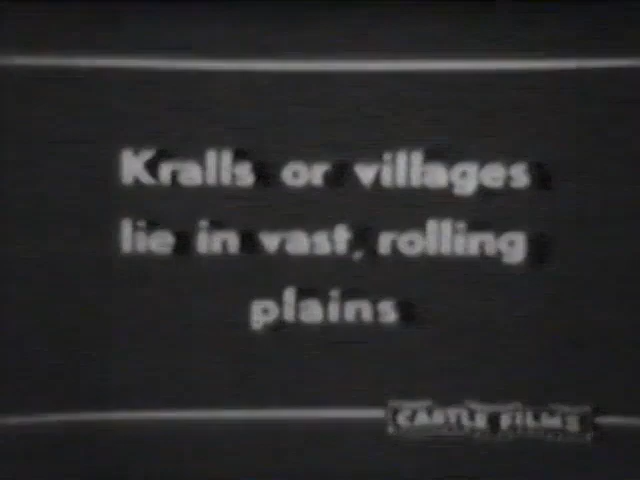 Kralls or villages
lie in vast, rolling
plains
CASTLE FILMS